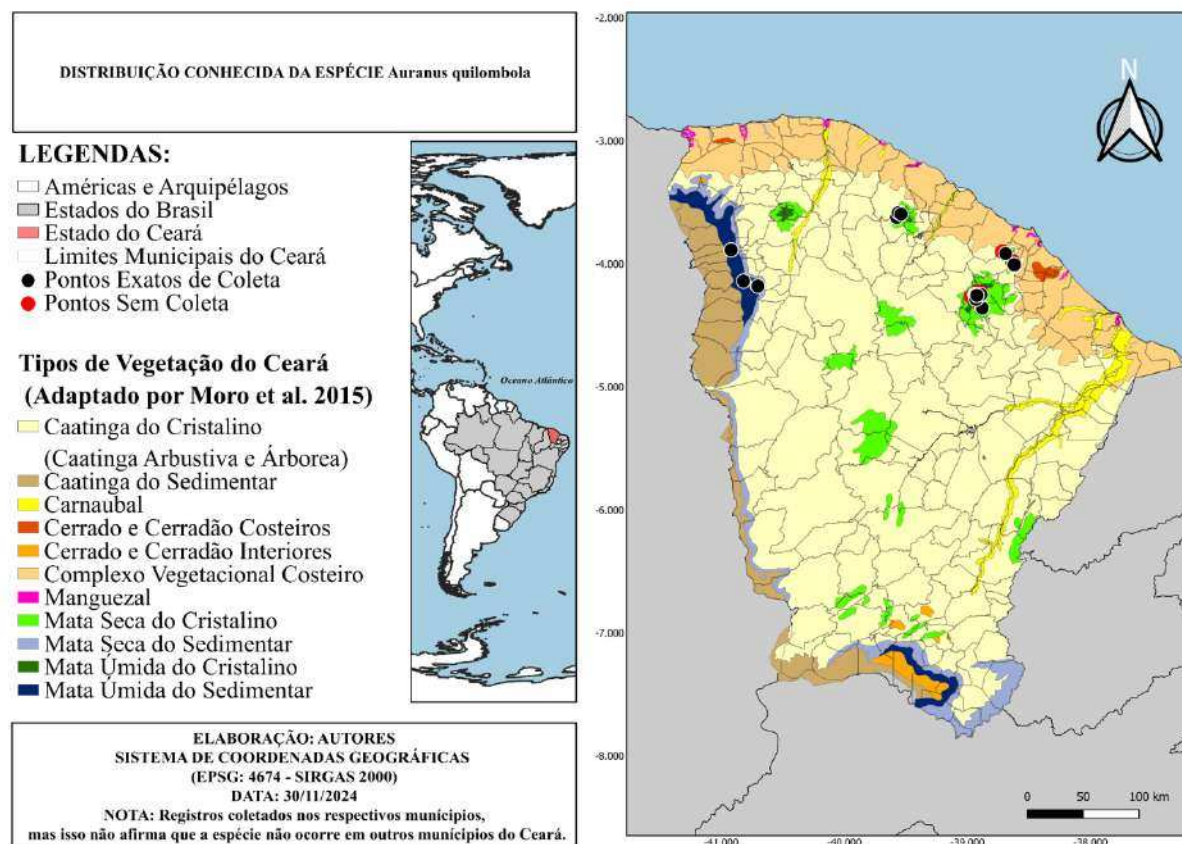 DISTRIBUIÇÃO CONHECIDA DA ESPÉCIE Auranus quilombola
LEGENDAS:
Américas e Arquipélagos
Estados do Brasil
Estado do Ceará
Limites Municipais do Ceará
Pontos Exatos de Coleta
Pontos Sem Coleta
Tipos de Vegetação do Ceará
(Adaptado por Moro et al. 2015)
Caatinga do Cristalino
(Caatinga Arbustiva e Árborea)
Caatinga do Sedimentar
Carnaubal
Cerrado e Cerradão Costeiros
Cerrado e Cerradão Interiores
Complexo Vegetacional Costeiro
Manguezal
Mata Seca do Cristalino
Mata Seca do Sedimentar
Mata Úmida do Cristalino
Mata Úmida do Sedimentar
ELABORAÇÃO: AUTORES
SISTEMA DE COORDENADAS GEOGRÁFICAS
(EPSG: 4674 - SIRGAS 2000)
DATA: 30/11/2024
NOTA: Registros coletados nos respectivos municípios,
mas isso não afirma que a espécie não ocorre em outros municípios do Ceará.
Oceano Atlântico
N
-2.000
-3.000
-4.000
-5.000
-6.000
-7.000
-8.000
0 50 100 km
-41.000 -40.000 -39.000 -38.000